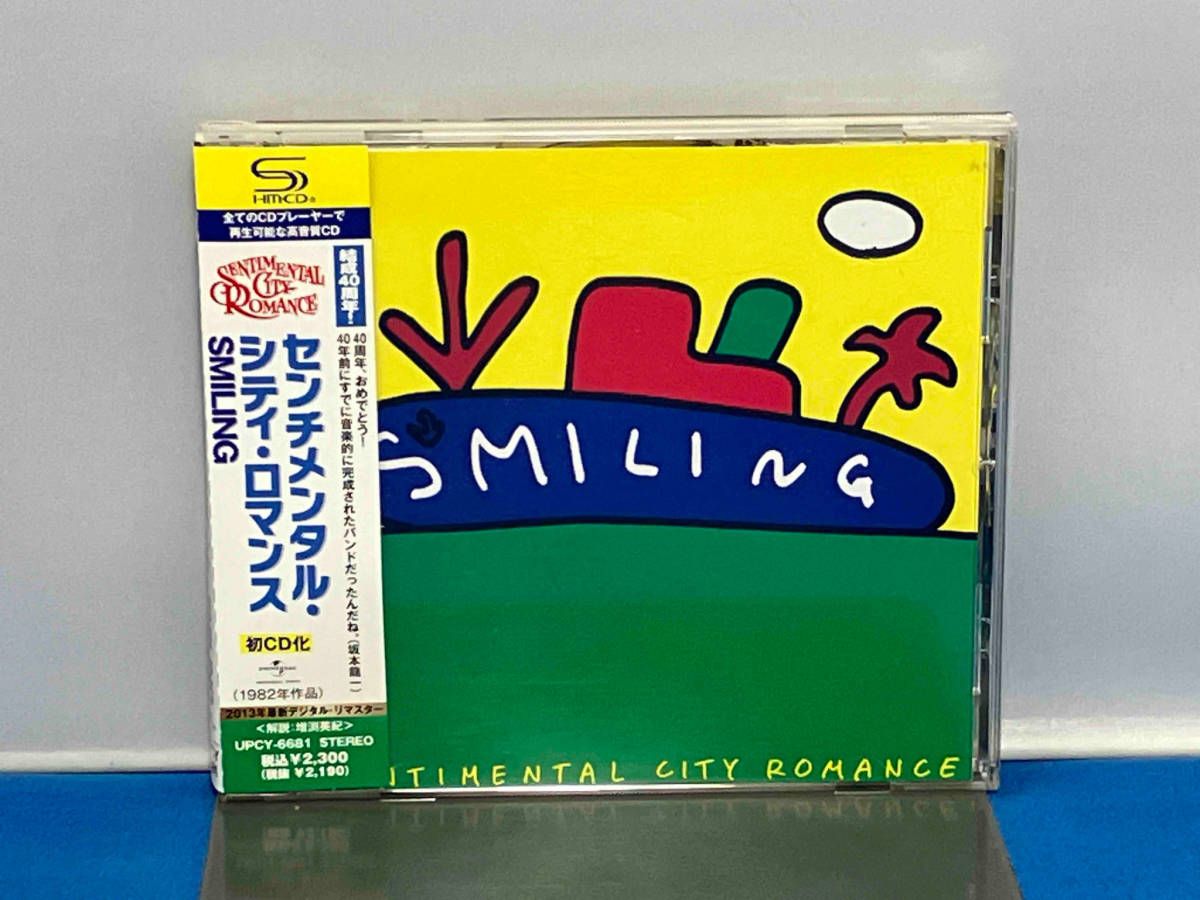 SHM-CD®
全てのCDプレーヤーで
再生可能な高音質CD
SENTIMENTAL
CITY
ROMANCE
結成40周年!
40周年、おめでとう!
40年前にすでに音楽的に完成されたバンドだったんだね。(坂本龍一)
センチメンタル・
シティ・ロマンス
SMILING
初CD化
(1982年作品)
2013年最新デジタル・リマスター
<解説:増渕英紀>
UPCY-6681 STEREO
税込¥2,300
(税抜 ¥2,190)
SMILING
NTIMENTAL CITY ROMANCE